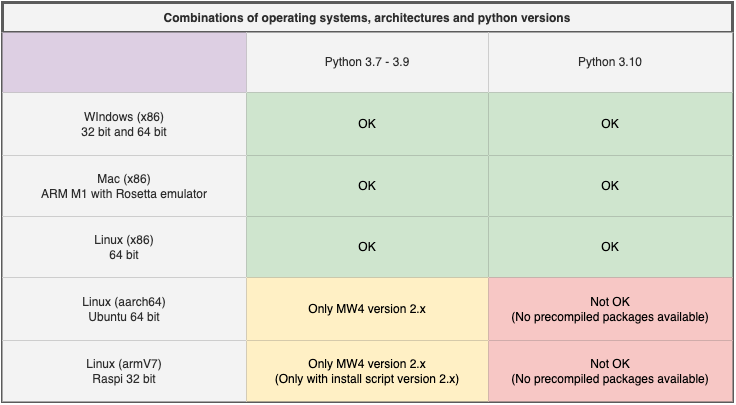 Combinations of operating systems, architectures and python versions
Python 3.7 - 3.9
Python 3.10
WIndows (x86)
32 bit and 64 bit
OK
OK
Mac (x86)
ARM M1 with Rosetta emulator
OK
OK
Linux (x86)
64 bit
OK
OK
Linux (aarch64)
Ubuntu 64 bit
Only MW4 version 2.x
Not OK
(No precompiled packages available)
Linux (armV7)
Raspi 32 bit
Only MW4 version 2.x
(Only with install script version 2.x)
Not OK
(No precompiled packages available)